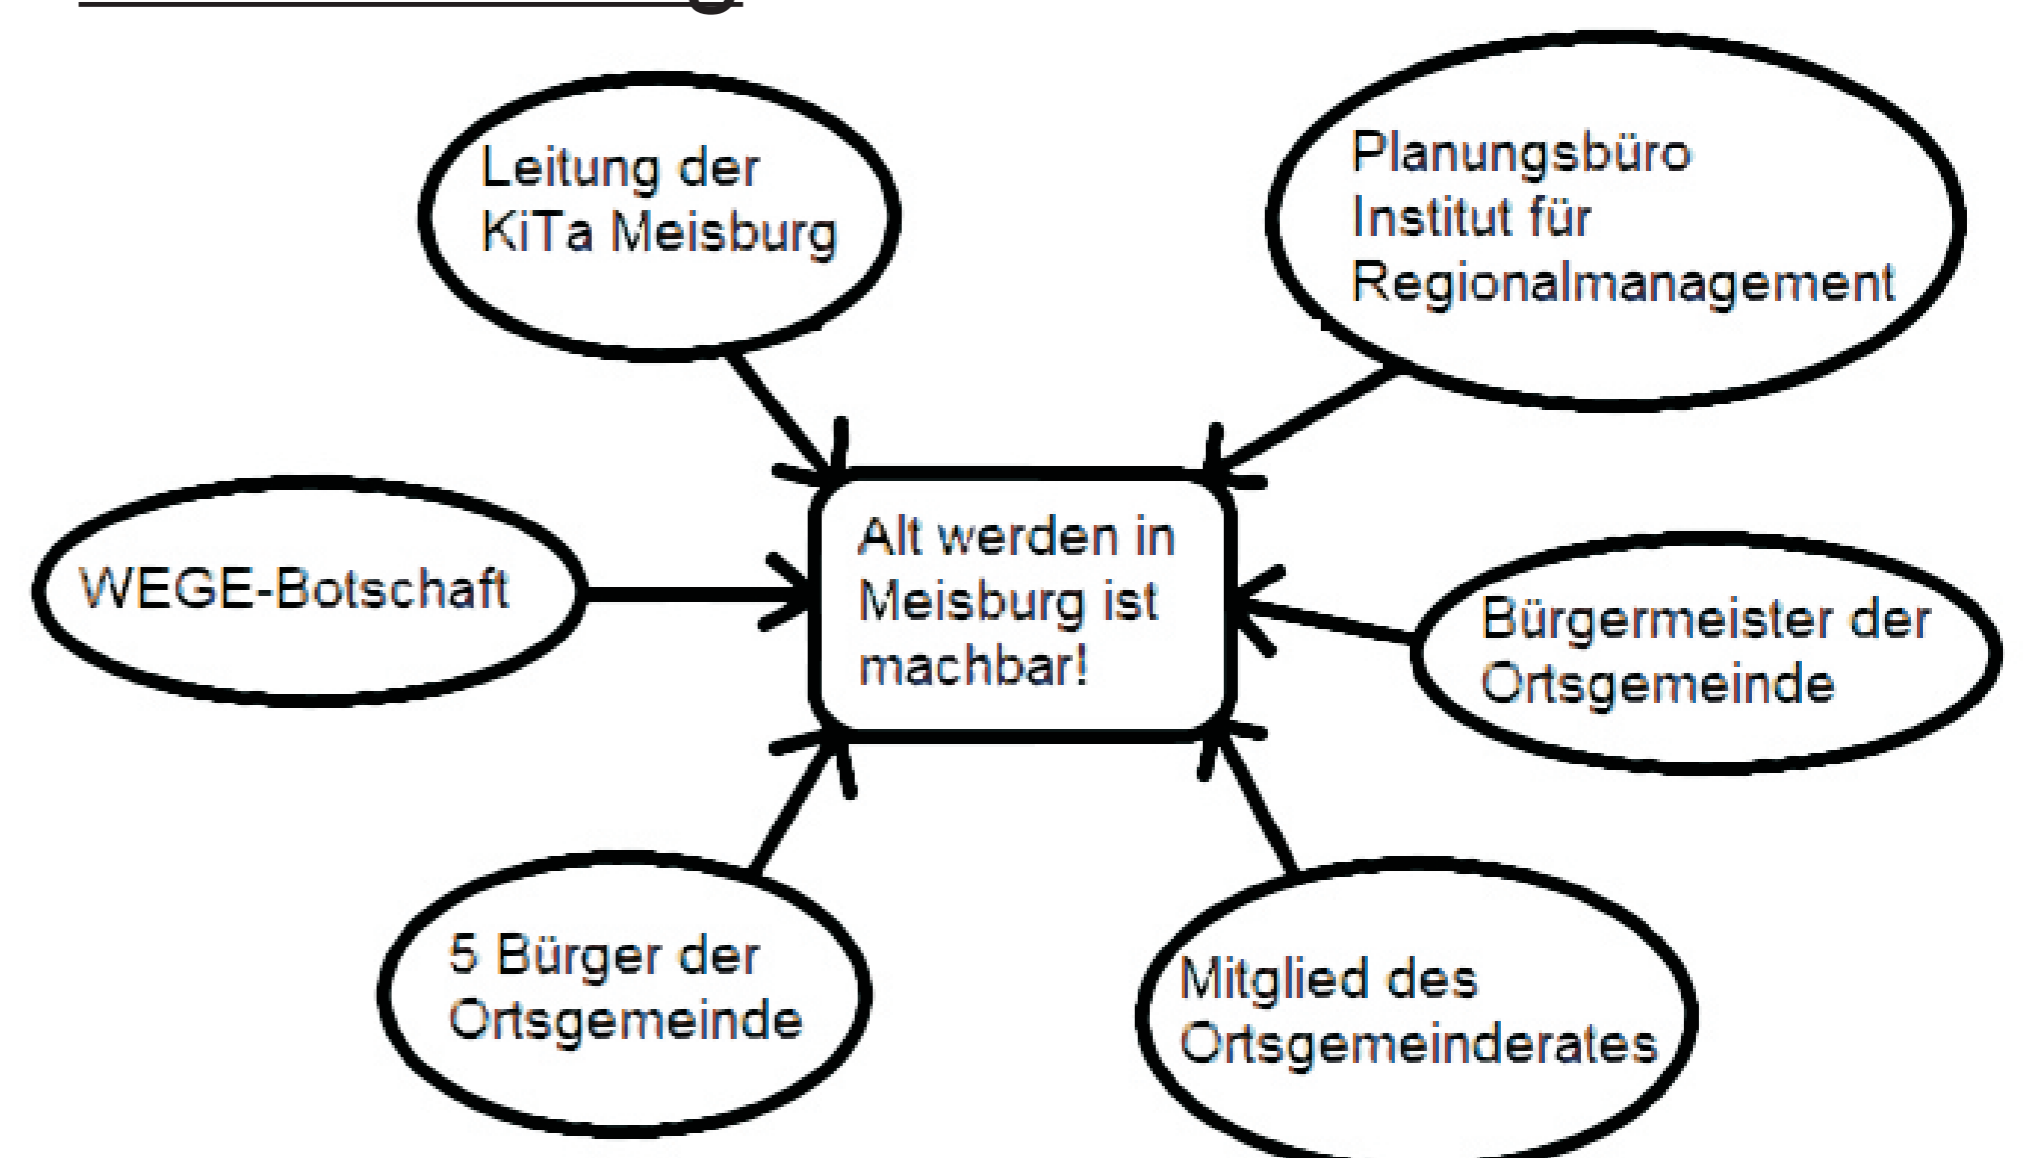 Leitung der
KiTa Meisburg
Planungsbüro
Institut für
Regionalmanagement
Alt werden in
Meisburg ist
machbar!
WEGE-Botschaft
Bürgermeister der
Ortsgemeinde
5 Bürger der
Ortsgemeinde
Mitglied des
Ortsgemeinderates